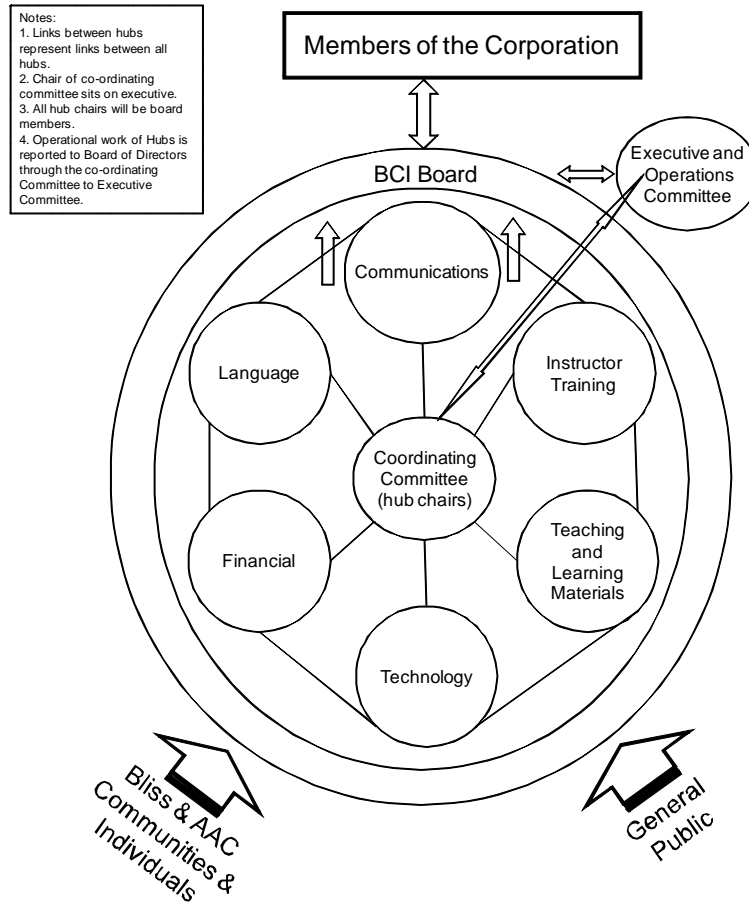 Notes:
1. Links between hubs
represent links between all
hubs.
2. Chair of co-ordinating
committee sits on executive.
3. All hub chairs will be board
members.
4. Operational work of Hubs is
reported to Board of Directors
through the co-ordinating
Committee to Executive
Committee.
Members of the Corporation
Executive and
Operations
Committee
BCI Board
Communications
Language
Instructor
Training
Coordinating
Committee
(hub chairs)
Financial
Teaching
and
Learning
Materials
Technology
Bliss & AAC
Communities &
Individuals
General
Public